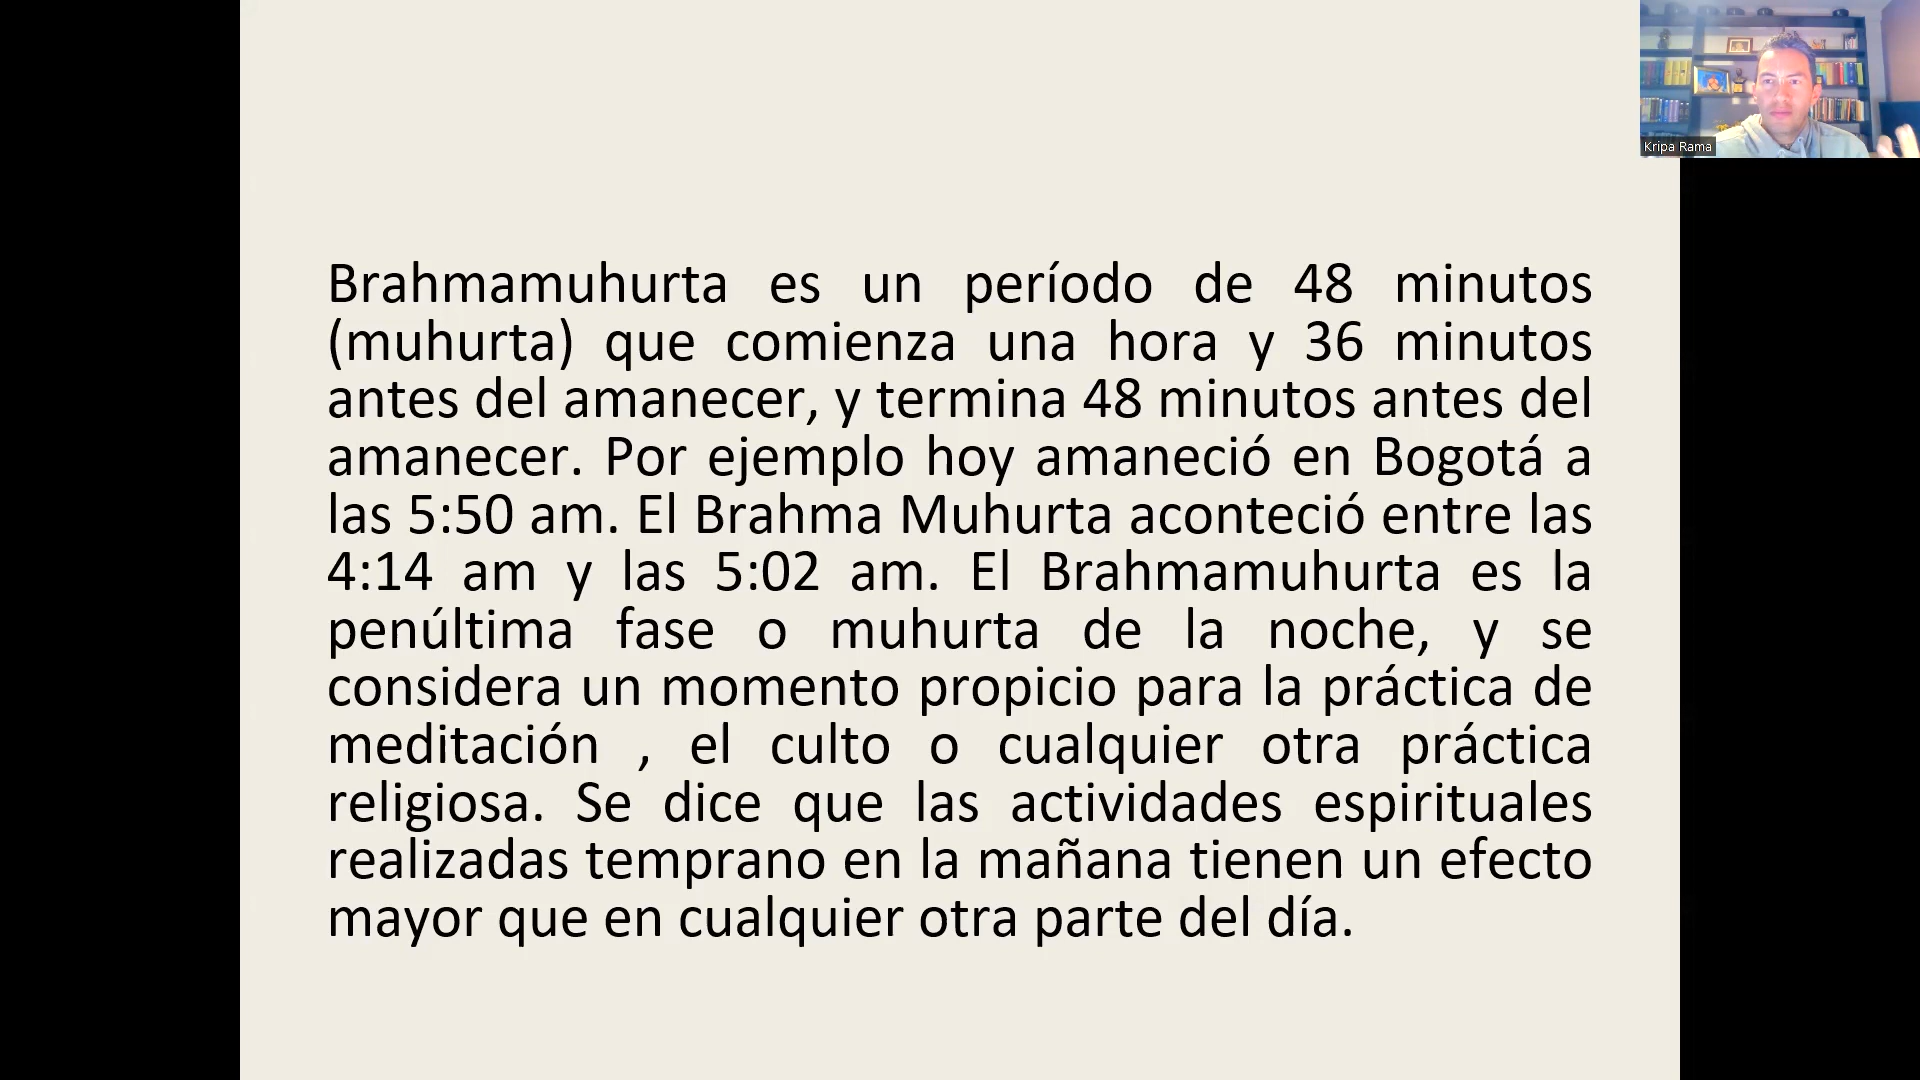 Kripa Rama
Brahmamuhurta es un período de 48 minutos
(muhurta) que comienza una hora y 36 minutos
antes del amanecer, y termina 48 minutos antes del
amanecer. Por ejemplo hoy amaneció en Bogotá a
las 5:50 am. El Brahma Muhurta aconteció entre las
4:14 am y las 5:02 am. El Brahmamuhurta es la
penúltima fase o muhurta de la noche, y se
considera un momento propicio para la práctica de
meditación , el culto o cualquier otra práctica
religiosa. Se dice que las actividades espirituales
realizadas temprano en la mañana tienen un efecto
mayor que en cualquier otra parte del día.